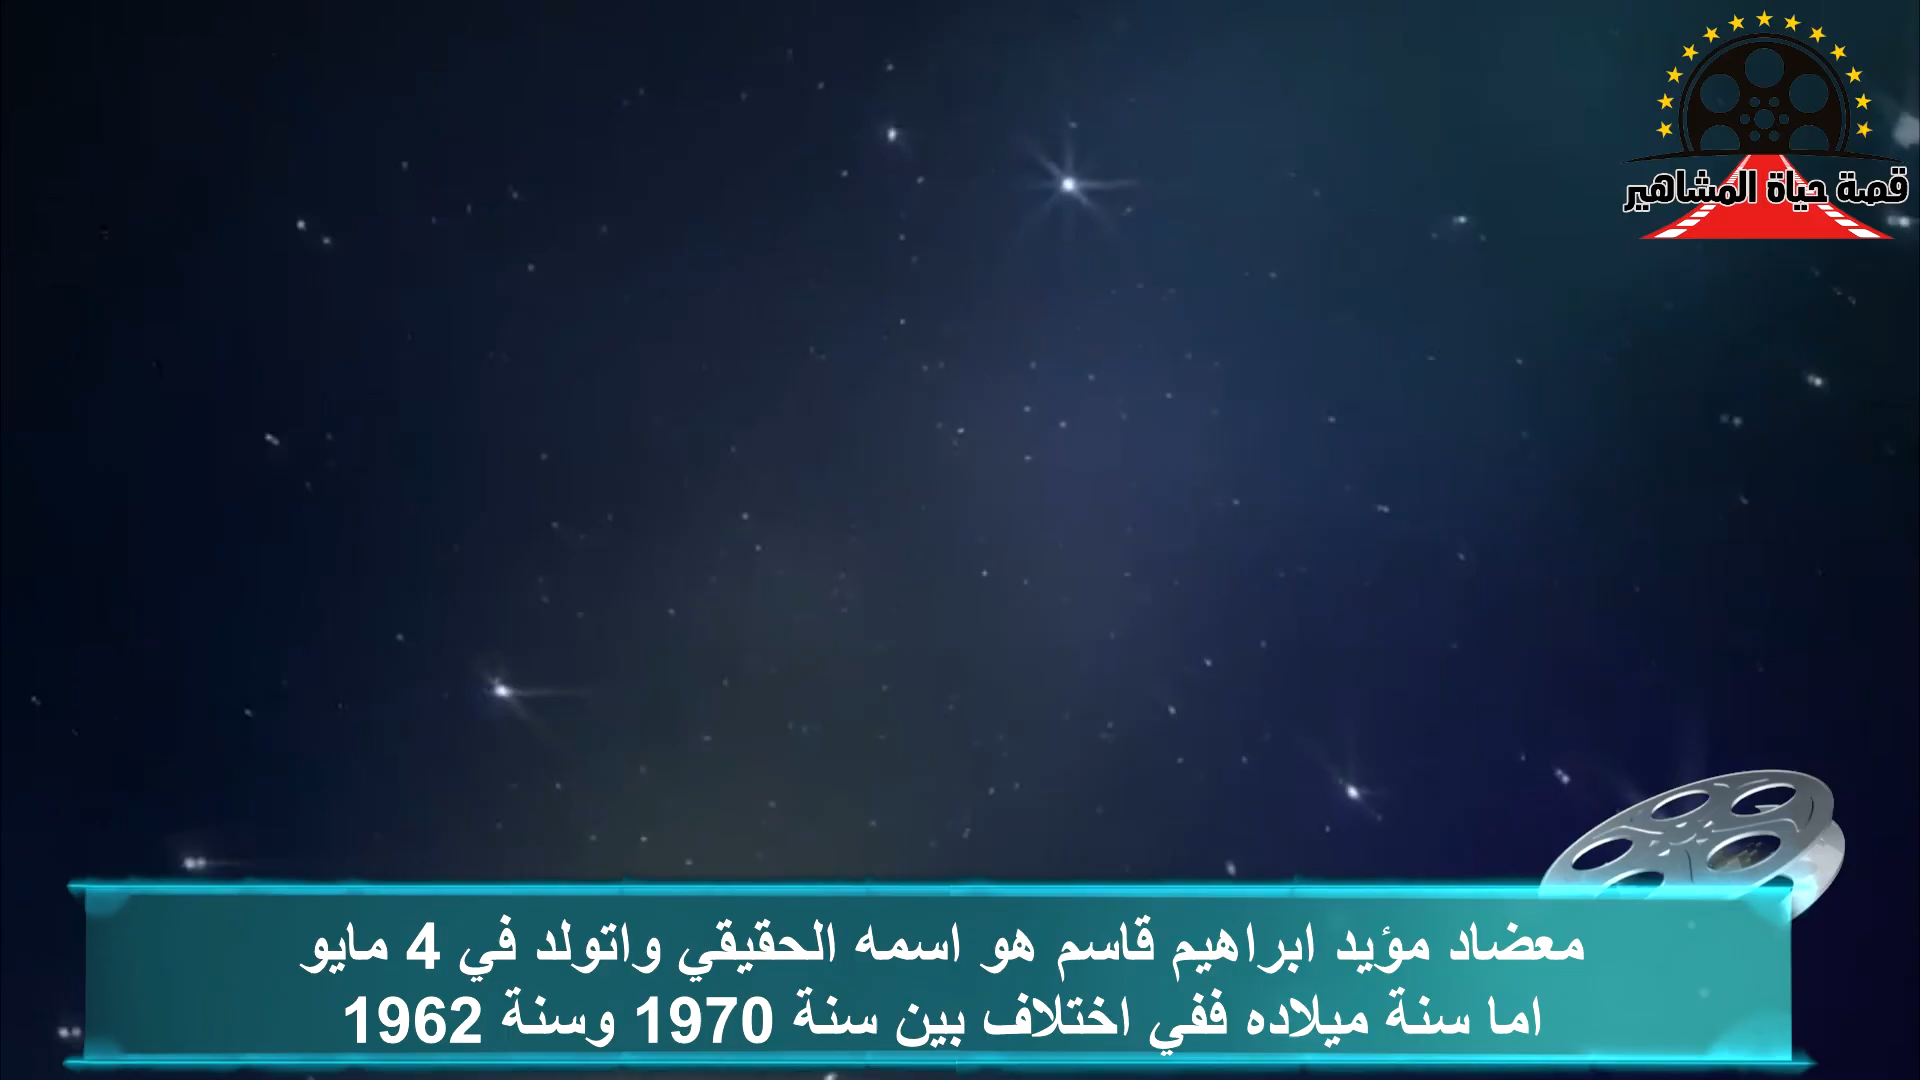 قصة حياة المشاهير
معضاد مؤيد ابراهيم قاسم هو اسمه الحقيقي واتولد في 4 مايو
اما سنة ميلاده ففي اختلاف بين سنة 1970 وسنة 1962